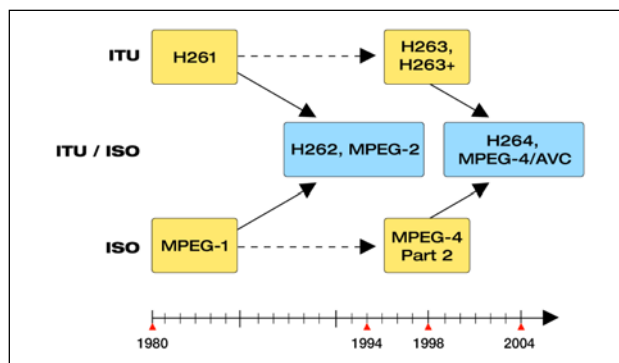 ITU
H261
H263,
H263+
ITU / ISO
H262, MPEG-2
H264,
MPEG-4/AVC
ISO
MPEG-1
MPEG-4
Part 2
1980
1994
1998
2004